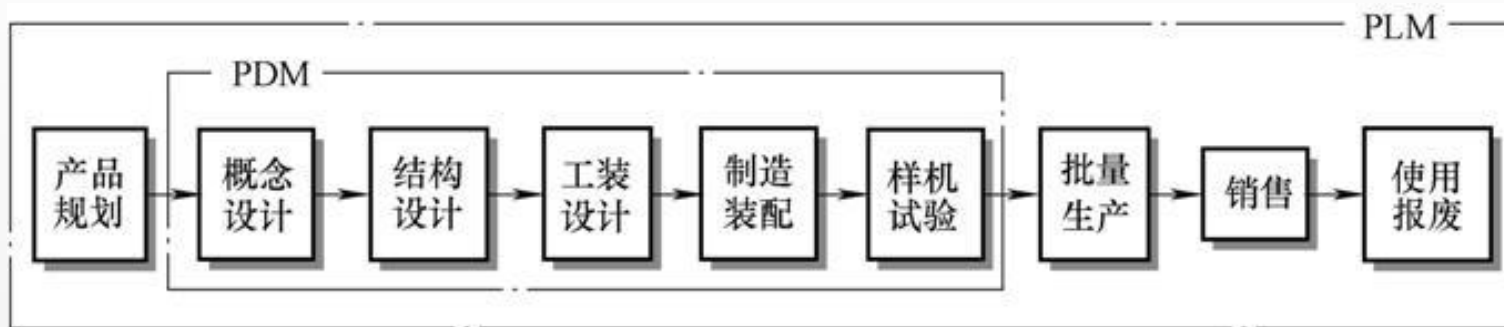 PLM
PDM
产品
规划
概念
设计
结构
设计
工装
设计
制造
装配
样机
试验
批量
生产
销售
使用
报废